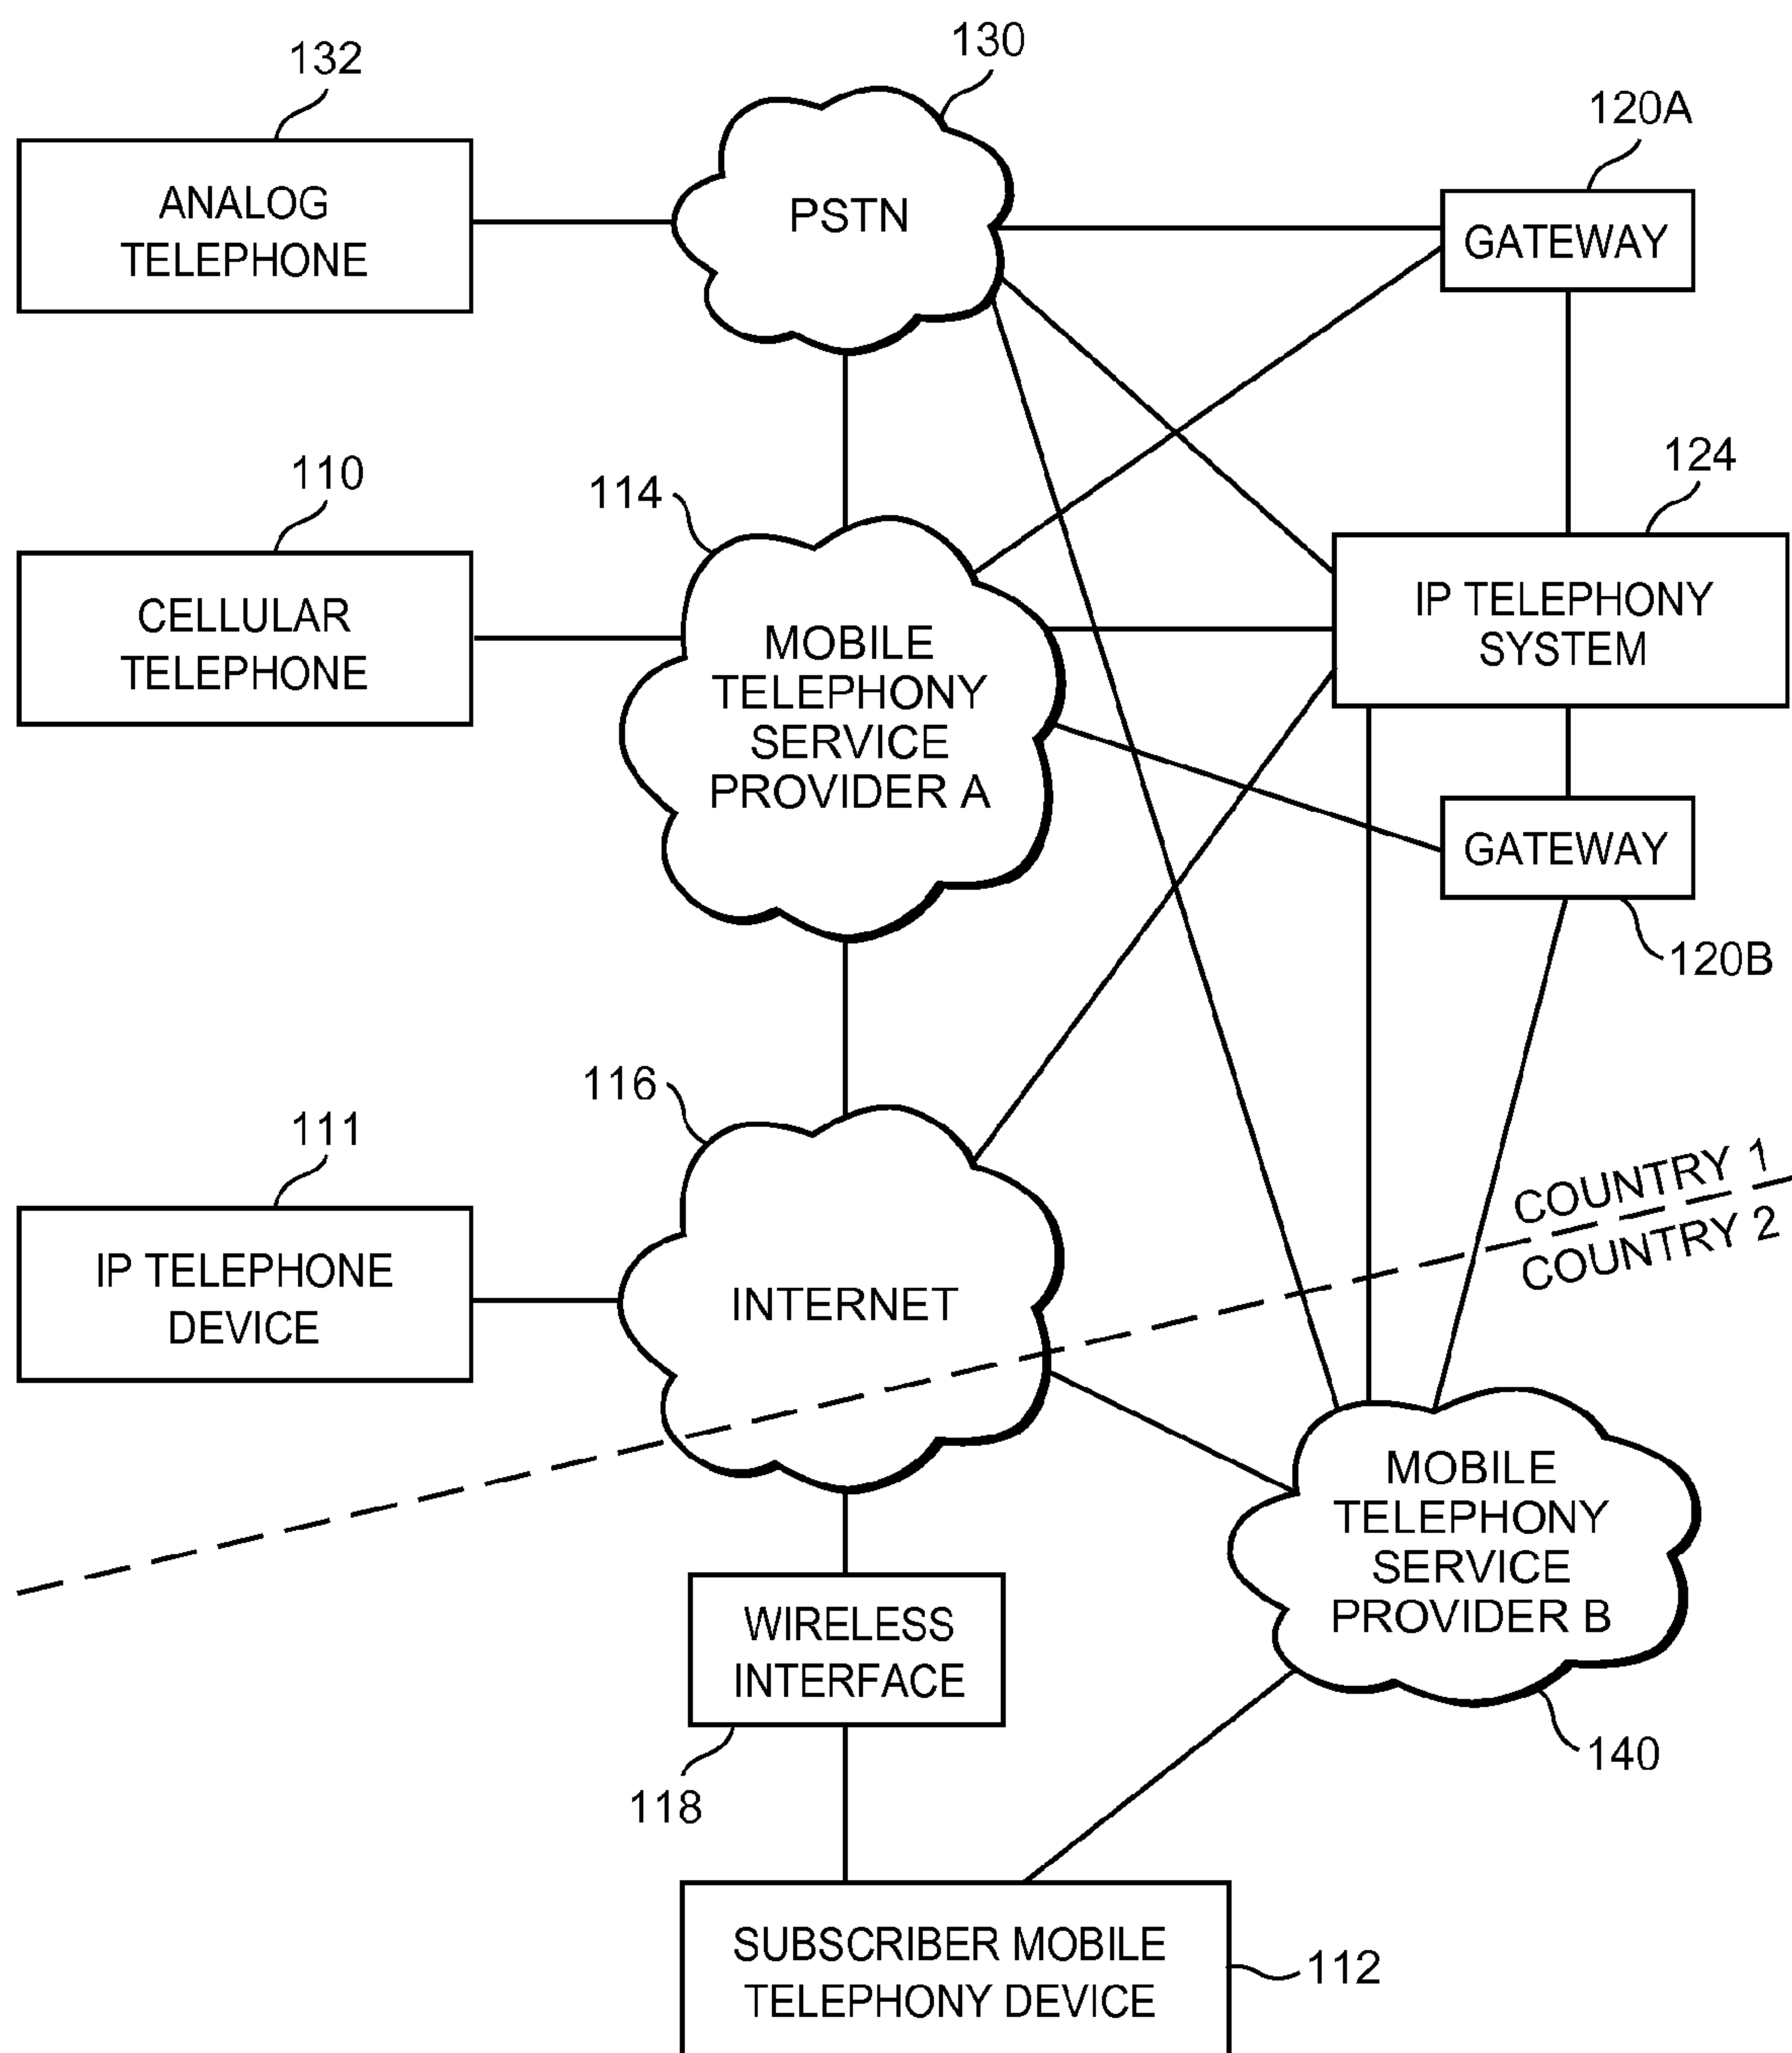 132
130
120A
ANALOG
TELEPHONE
PSTN
GATEWAY
110
114
124
CELLULAR
TELEPHONE
MOBILE
TELEPHONY
SERVICE
PROVIDER A
IP TELEPHONY
SYSTEM
GATEWAY
120B
116
111
COUNTRY 1
COUNTRY 2
IP TELEPHONE
DEVICE
INTERNET
MOBILE
TELEPHONY
SERVICE
PROVIDER B
WIRELESS
INTERFACE
140
118
SUBSCRIBER MOBILE
TELEPHONY DEVICE
112